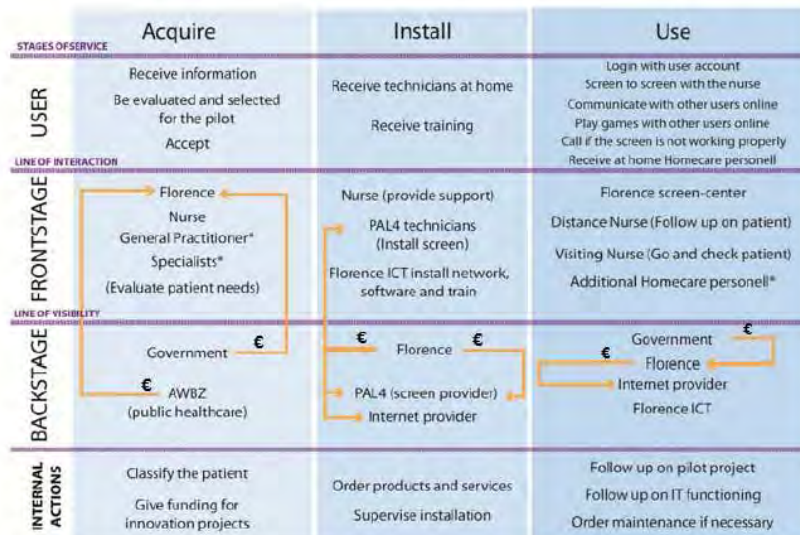 Acquire
Install
Use
STAGES OF SERVICE
USER
Receive information
Be evaluated and selected
for the pilot
Accept
Receive technicians at home
Receive training
Login with user account
Screen to screen with the nurse
Communicate with other users online
Play games with other users online
Call if the screen is not working properly
Receive at home Homecare personell
LINE OF INTERACTION
FRONTSTAGE
Florence
Nurse
General Practitioner*
Specialists*
(Evaluate patient needs)
Nurse (provide support)
PAL4 technicians
(Install screen)
Florence ICT install network,
software and train
Florence screen-center
Distance Nurse (Follow up on patient)
Visiting Nurse (Go and check patient)
Additional Homecare personell*
LINE OF VISIBILITY
BACKSTAGE
Government €
€
AWBZ
(public healthcare)
€ Florence €
PAL4 (screen provider)
Internet provider
Government €
€ Florence
Internet provider
Florence ICT
INTERNAL
ACTIONS
Classify the patient
Give funding for
innovation projects
Order products and services
Supervise installation
Follow up on pilot project
Follow up on IT functioning
Order maintenance if necessary